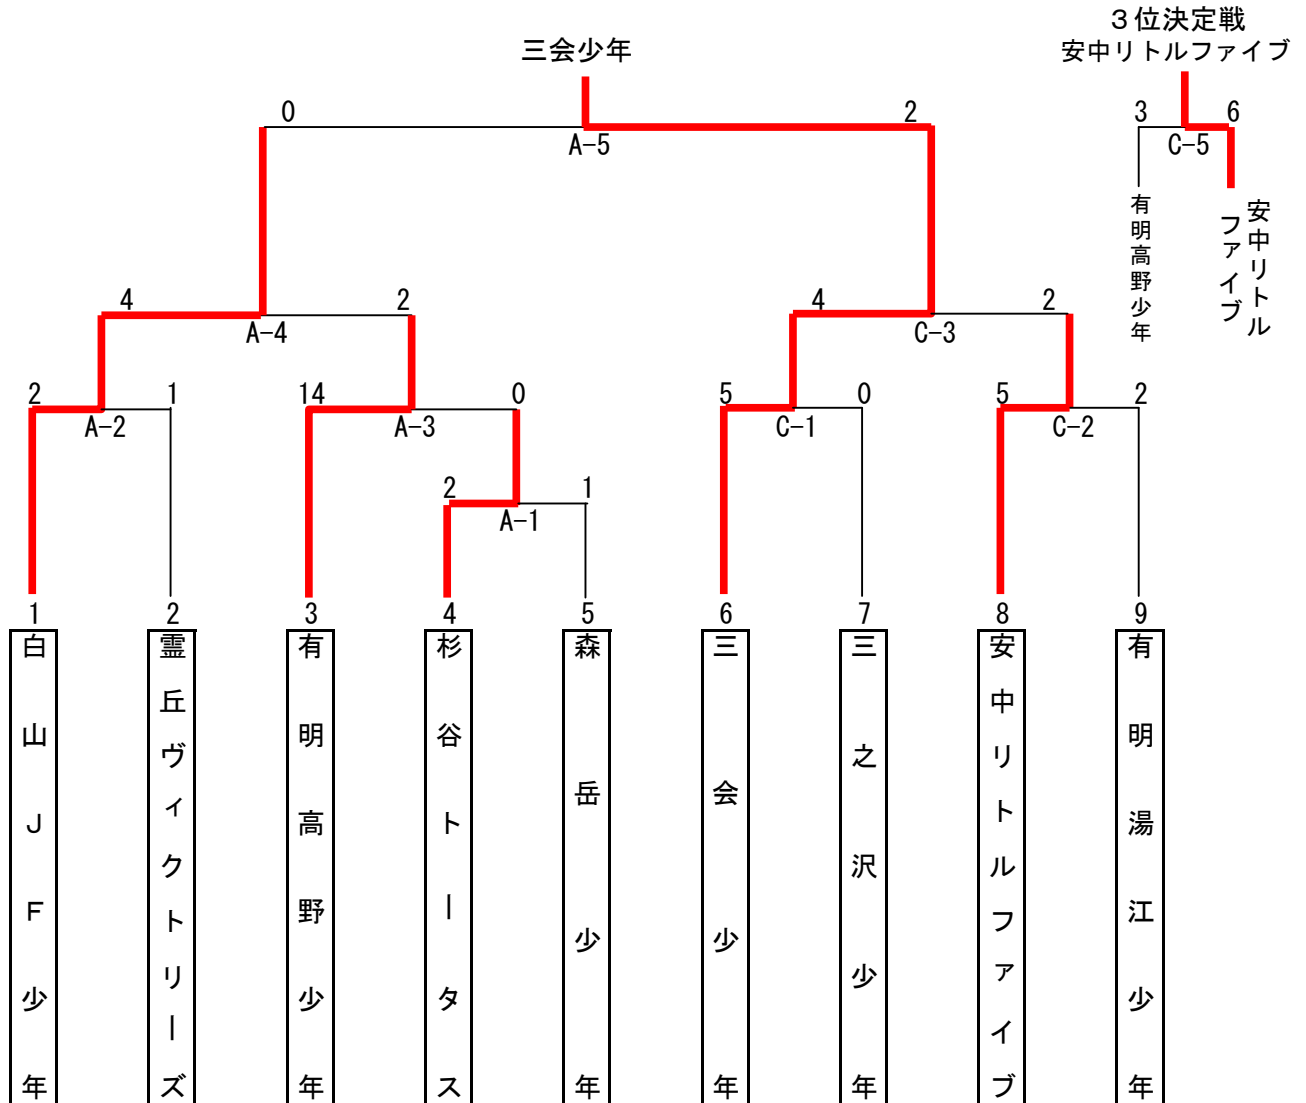 ３位決定戦
三会少年
安中リトルファイブ
0
2
3
6
A-5
C-5
有明高野少年
安中リトル
ファイブ
4
2
4
2
A-4
C-3
2
1
14
0
5
0
5
2
A-2
A-3
C-1
C-2
2
1
A-1
1
2
3
4
5
6
7
8
9
白山ＪＦ少年
霊丘ヴィクトリーズ
有明高野少年
杉谷トータス
森岳少年
三会少年
三之沢少年
安中リトルファイブ
有明湯江少年